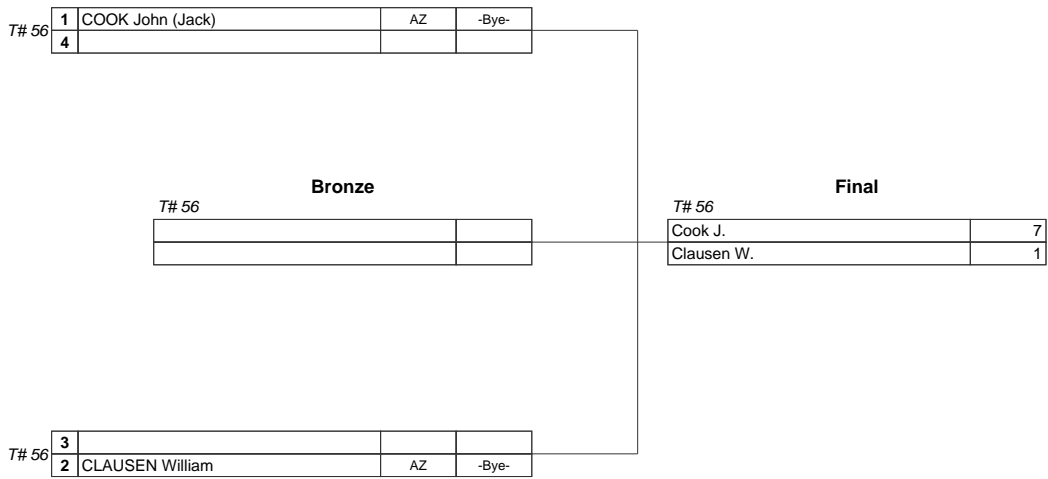 T# 56
1 COOK John (Jack) AZ -Bye-
4
Bronze
T# 56
Final
T# 56
Cook J. 7
Clausen W. 1
T# 56
3
2 CLAUSEN William AZ -Bye-